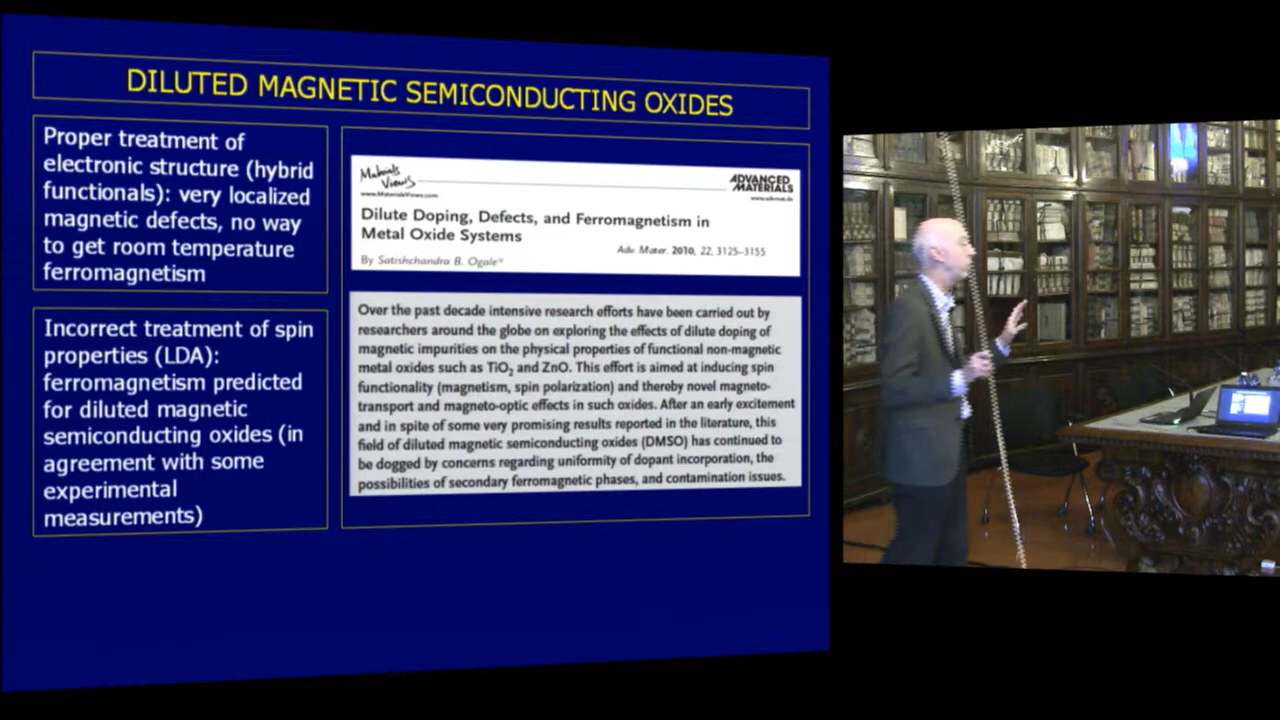 DILUTED MAGNETIC SEMICONDUCTING OXIDES
Proper treatment of
electronic structure (hybrid
functionals): very localized
magnetic defects, no way
to get room temperature
ferromagnetism
Incorrect treatment of spin
properties (LDA):
ferromagnetism predicted
for diluted magnetic
semiconducting oxides (in
agreement with some
experimental
measurements)
Materials
Views
www.MaterialsViews.com
ADVANCED
MATERIALS
www.advmat.de
Dilute Doping, Defects, and Ferromagnetism in
Metal Oxide Systems
Adv. Mater. 2010, 22, 3125–3155
By Satishchandra B. Ogale*
Over the past decade intensive research efforts have been carried out by
researchers around the globe on exploring the effects of dilute doping of
magnetic impurities on the physical properties of functional non-magnetic
metal oxides such as TiO₂ and ZnO. This effort is aimed at inducing spin
functionality (magnetism, spin polarization) and thereby novel magneto-
transport and magneto-optic effects in such oxides. After an early excitement
and in spite of some very promising results reported in the literature, this
field of diluted magnetic semiconducting oxides (DMSO) has continued to
be dogged by concerns regarding uniformity of dopant incorporation, the
possibilities of secondary ferromagnetic phases, and contamination issues.